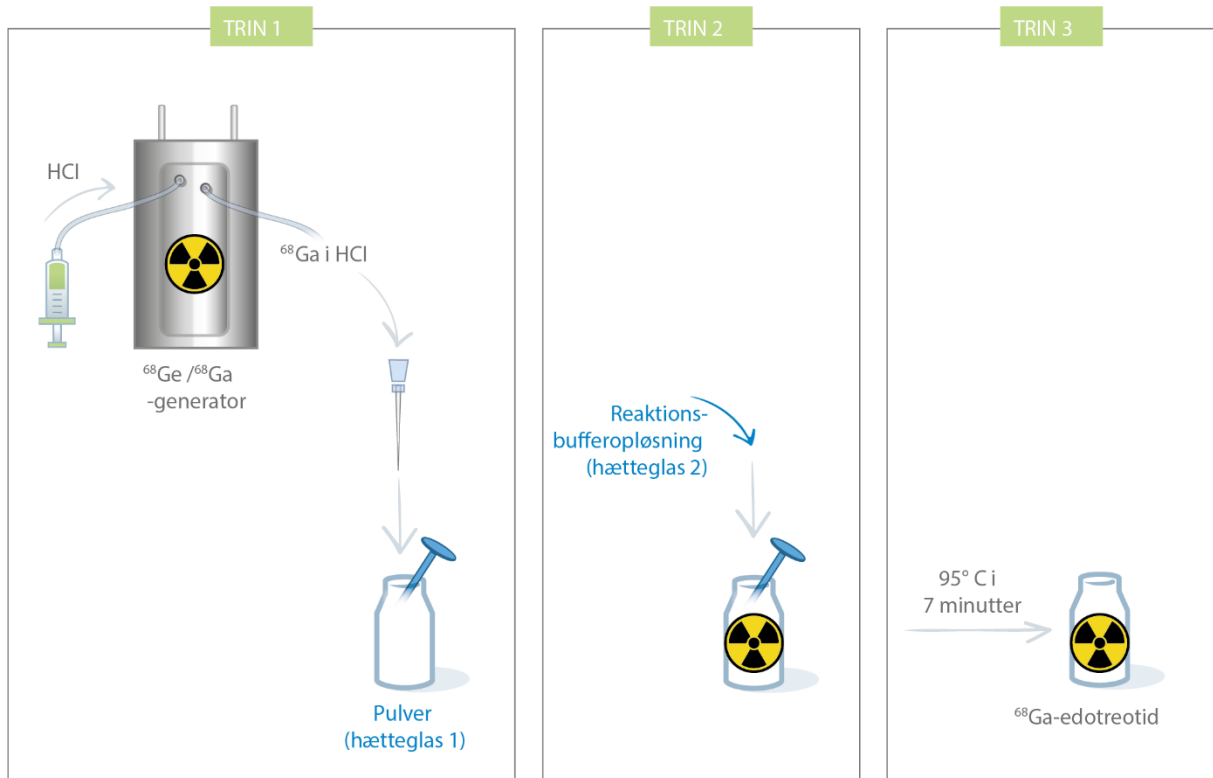 TRIN 1
HCl
⁶⁸Ga i HCl
⁶⁸Ge /⁶⁸Ga
-generator
Pulver
(hætteglas 1)
TRIN 2
Reaktions-
bufferopløsning
(hætteglas 2)
TRIN 3
95° C i
7 minutter
⁶⁸Ga-edotreotid